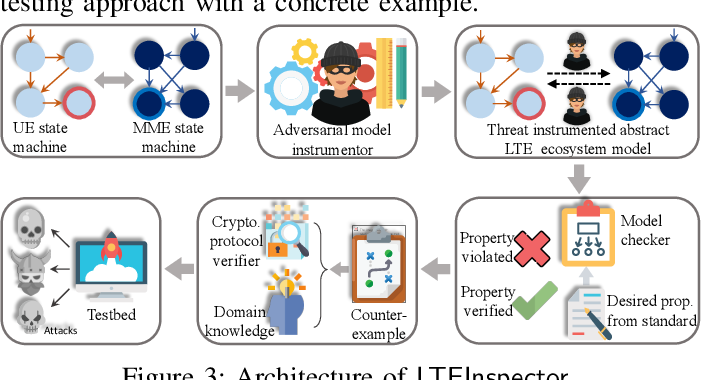 testing approach with a concrete example.
UE state
machine
MME state
machine
Adversarial model
instrumentor
Threat instrumented abstract
LTE ecosystem model
Property
violated
Property
verified
Model
checker
Desired prop.
from standard
Crypto.
protocol
verifier
Domain
knowledge
Counter-
example
Testbed
Attacks
Figure 3: Architecture of LTEInspector